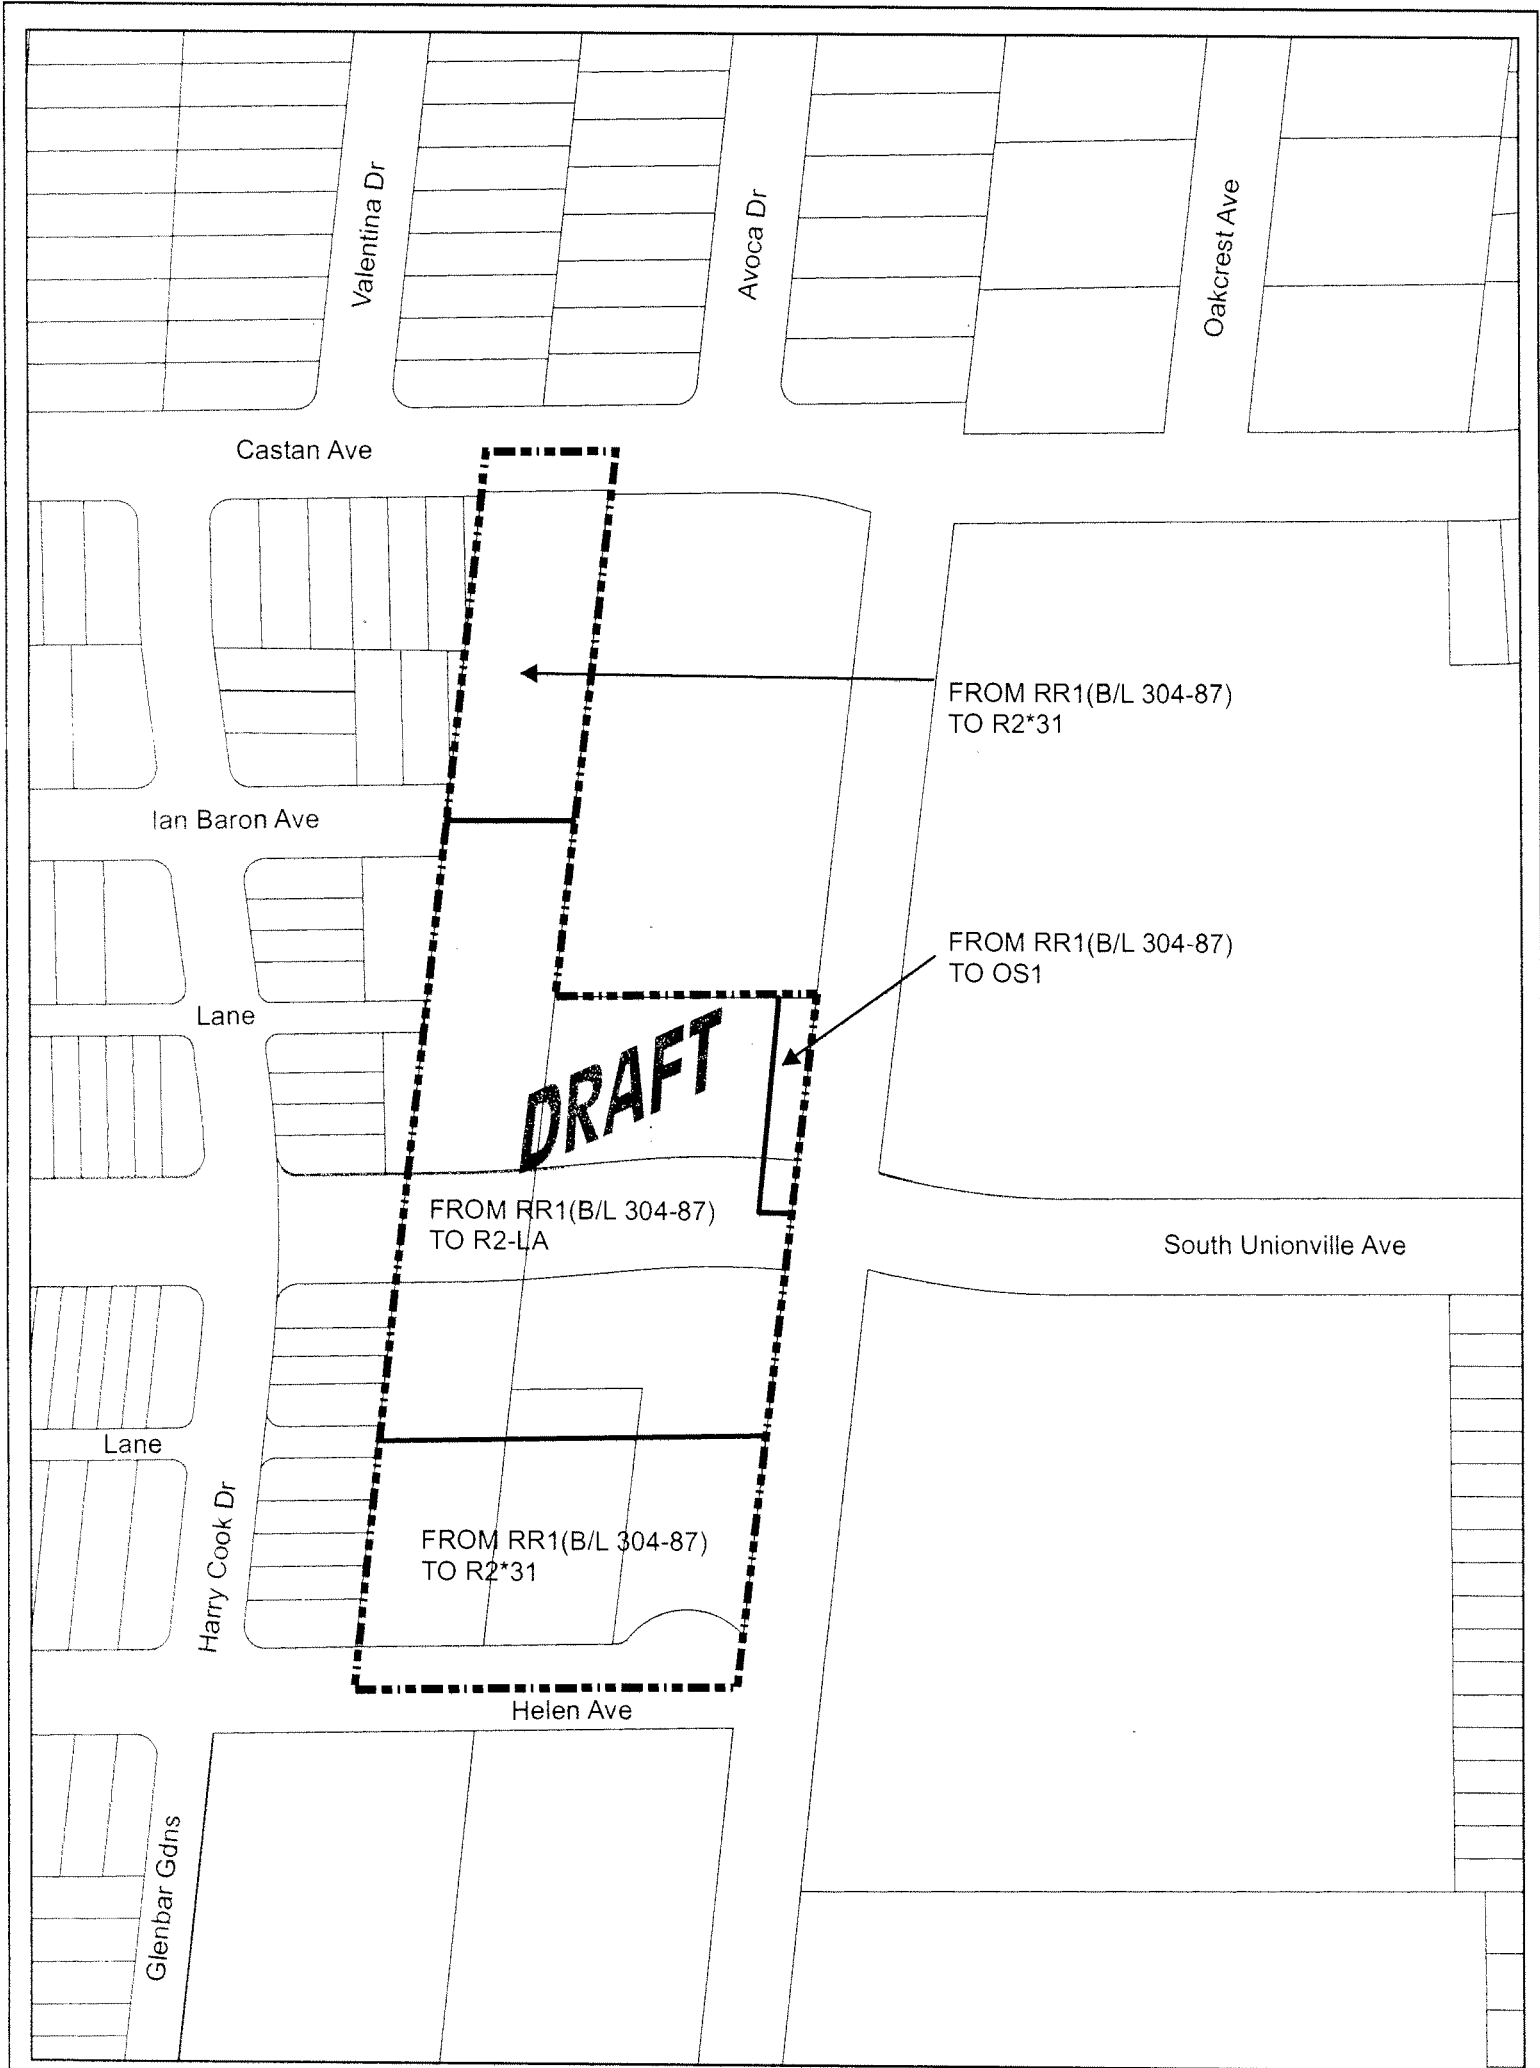 Valentina Dr
Avoca Dr
Oakcrest Ave
Castan Ave
FROM RR1(B/L 304-87)
TO R2*31
Ian Baron Ave
FROM RR1(B/L 304-87)
TO OS1
Lane
DRAFT
FROM RR1(B/L 304-87)
TO R2-LA
South Unionville Ave
Lane
Harry Cook Dr
FROM RR1(B/L 304-87)
TO R2*31
Helen Ave
Glenbar Gdns